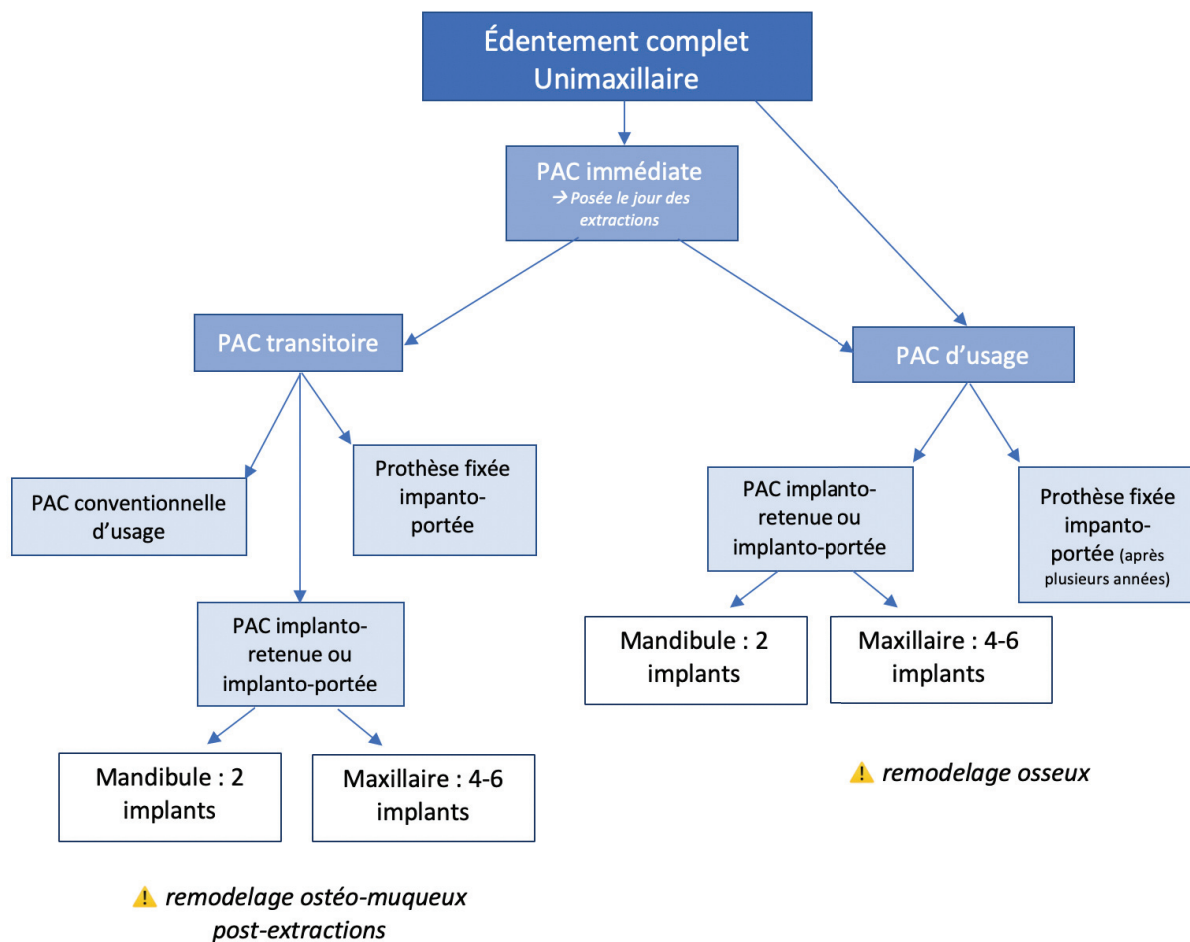 Édentement complet
Unimaxillaire
PAC immédiate
→ Posée le jour des
extractions
PAC transitoire
PAC d’usage
PAC conventionnelle
d’usage
Prothèse fixée
impanto-
portée
PAC implanto-
retenue ou
implanto-portée
Mandibule : 2
implants
Maxillaire : 4-6
implants
⚠ remodelage ostéo-muqueux
post-extractions
PAC implanto-
retenue ou
implanto-portée
Prothèse fixée
impanto-
portée (après
plusieurs années)
Mandibule : 2
implants
Maxillaire : 4-6
implants
⚠ remodelage osseux